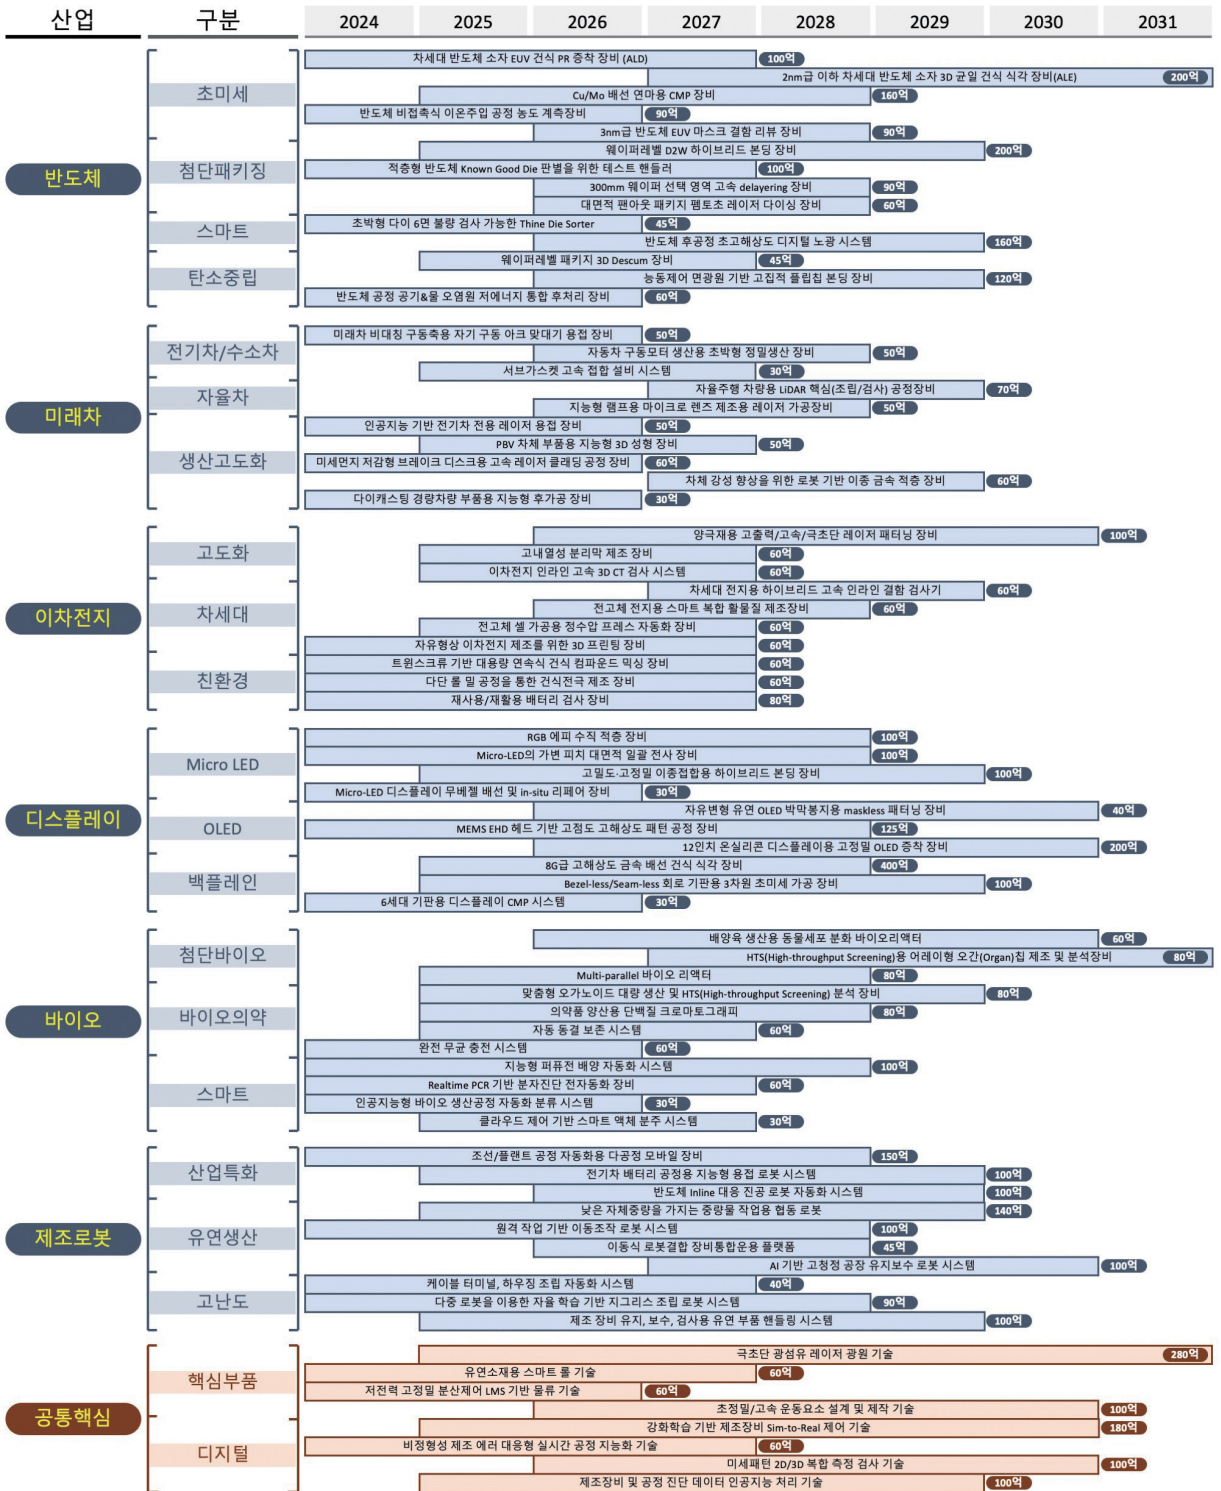 산업 구분 2024 2025 2026 2027 2028 2029 2030 2031
반도체
초미세
차세대 반도체 소자 EUV 건식 PR 증착 장비 (ALD) 100억
2nm급 이하 차세대 반도체 소자 3D 균일 건식 식각 장비(ALE) 200억
Cu/Mo 배선 연마용 CMP 장비 160억
반도체 비접촉식 이온주입 공정 농도 계측장비 90억
3nm급 반도체 EUV 마스크 결함 리뷰 장비 90억
첨단패키징
웨이퍼레벨 D2W 하이브리드 본딩 장비 200억
적층형 반도체 Known Good Die 판별을 위한 테스트 핸들러 100억
300mm 웨이퍼 선택 영역 고속 delayering 장비 90억
대면적 팬아웃 패키지 펨토초 레이저 다이싱 장비 60억
스마트
초박형 다이 6면 불량 검사 가능한 Thine Die Sorter 45억
반도체 후공정 초고해상도 디지털 노광 시스템 160억
탄소중립
웨이퍼레벨 패키지 3D Descum 장비 45억
능동제어 면광원 기반 고집적 플립칩 본딩 장비 120억
반도체 공정 공기&물 오염원 저에너지 통합 후처리 장비 60억
미래차
전기차/수소차
미래차 비대칭 구동축용 자기 구동 아크 맞대기 용접 장비 50억
자동차 구동모터 생산용 초박형 정밀생산 장비 50억
서브가스켓 고속 접합 설비 시스템 30억
자율차
자율주행 차량용 LiDAR 핵심(조립/검사) 공정장비 70억
지능형 램프용 마이크로 렌즈 제조용 레이저 가공장비 50억
생산고도화
인공지능 기반 전기차 전용 레이저 용접 장비 50억
PBV 차체 부품용 지능형 3D 성형 장비 50억
미세먼지 저감형 브레이크 디스크용 고속 레이저 클래딩 공정 장비 60억
차체 강성 향상을 위한 로봇 기반 이종 금속 적층 장비 60억
다이캐스팅 경량차량 부품용 지능형 후가공 장비 30억
이차전지
고도화
양극재용 고출력/고속/극초단 레이저 패터닝 장비 100억
고내열성 분리막 제조 장비 60억
이차전지 인라인 고속 3D CT 검사 시스템 60억
차세대
차세대 전지용 하이브리드 고속 인라인 결함 검사기 60억
전고체 전지용 스마트 복합 활물질 제조장비 60억
전고체 셀 가공용 정수압 프레스 자동화 장비 60억
자유형상 이차전지 제조를 위한 3D 프린팅 장비 60억
친환경
트윈스크류 기반 대용량 연속식 건식 컴파운드 믹싱 장비 60억
다단 롤 밀 공정을 통한 건식전극 제조 장비 60억
재사용/재활용 배터리 검사 장비 80억
디스플레이
Micro LED
RGB 에피 수직 적층 장비 100억
Micro-LED의 가변 피치 대면적 일괄 전사 장비 100억
고밀도·고정밀 이종접합용 하이브리드 본딩 장비 100억
Micro-LED 디스플레이 무베젤 배선 및 in-situ 리페어 장비 30억
OLED
자유변형 유연 OLED 박막봉지용 maskless 패터닝 장비 40억
MEMS EHD 헤드 기반 고점도 고해상도 패턴 공정 장비 125억
12인치 온실리콘 디스플레이용 고정밀 OLED 증착 장비 200억
백플레인
8G급 고해상도 금속 배선 건식 식각 장비 400억
Bezel-less/Seam-less 회로 기판용 3차원 초미세 가공 장비 100억
6세대 기판용 디스플레이 CMP 시스템 30억
바이오
첨단바이오
배양육 생산용 동물세포 분화 바이오리액터 60억
HTS(High-throughput Screening)용 어레이형 오간(Organ)칩 제조 및 분석장비 80억
바이오의약
Multi-parallel 바이오 리액터 80억
맞춤형 오가노이드 대량 생산 및 HTS(High-throughput Screening) 분석 장비 80억
의약품 양산용 단백질 크로마토그래피 80억
자동 동결 보존 시스템 60억
완전 무균 충전 시스템 60억
스마트
지능형 퍼퓨전 배양 자동화 시스템 100억
Realtime PCR 기반 분자진단 전자동화 장비 60억
인공지능형 바이오 생산공정 자동화 분류 시스템 30억
클라우드 제어 기반 스마트 액체 분주 시스템 30억
제조로봇
산업특화
조선/플랜트 공정 자동화용 다공정 모바일 장비 150억
전기차 배터리 공정용 지능형 용접 로봇 시스템 100억
반도체 Inline 대응 진공 로봇 자동화 시스템 100억
유연생산
낮은 자체중량을 가지는 중량물 작업용 협동 로봇 140억
원격 작업 기반 이동조작 로봇 시스템 100억
이동식 로봇결합 장비통합운용 플랫폼 45억
AI 기반 고청정 공장 유지보수 로봇 시스템 100억
고난도
케이블 터미널, 하우징 조립 자동화 시스템 40억
다중 로봇을 이용한 자율 학습 기반 지그리스 조립 로봇 시스템 90억
제조 장비 유지, 보수, 검사용 유연 부품 핸들링 시스템 100억
공통핵심
핵심부품
극초단 광섬유 레이저 광원 기술 280억
유연소재용 스마트 롤 기술 60억
저전력 고정밀 분산제어 LMS 기반 물류 기술 60억
초정밀/고속 운동요소 설계 및 제작 기술 100억
디지털
강화학습 기반 제조장비 Sim-to-Real 제어 기술 180억
비정형성 제조 에러 대응형 실시간 공정 지능화 기술 60억
미세패턴 2D/3D 복합 측정 검사 기술 100억
제조장비 및 공정 진단 데이터 인공지능 처리 기술 100억